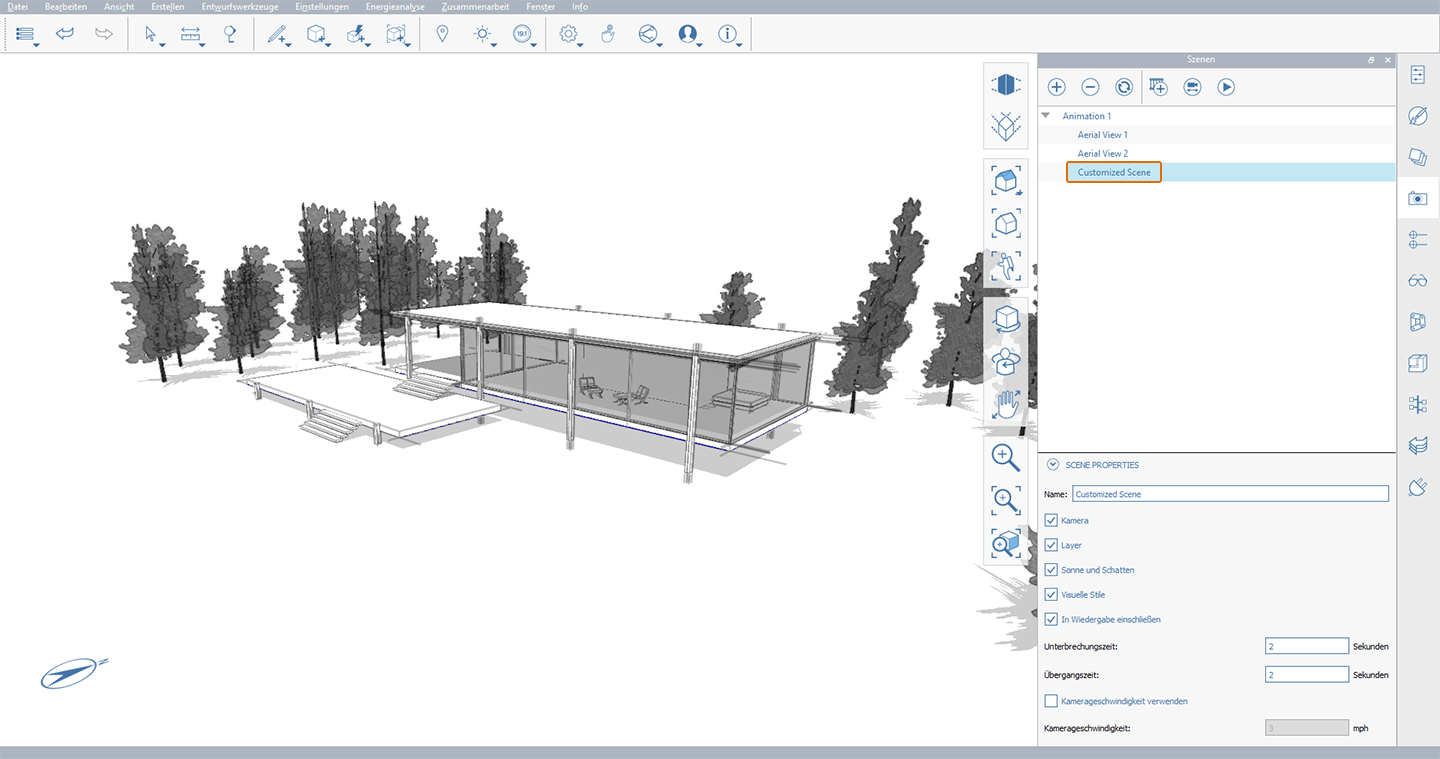 Datei Bearbeiten Ansicht Erstellen Entwurfswerkzeuge Einstellungen Energieanalyse Zusammenarbeit Fenster Info
19.1
Szenen
Animation 1
Aerial View 1
Aerial View 2
Customized Scene
SCENE PROPERTIES
Name: Customized Scene
Kamera
Layer
Sonne und Schatten
Visuelle Stile
In Wiedergabe einschließen
Unterbrechungszeit: 2 Sekunden
Übergangszeit: 2 Sekunden
Kamerageschwindigkeit verwenden
Kamerageschwindigkeit: 3 mph
N